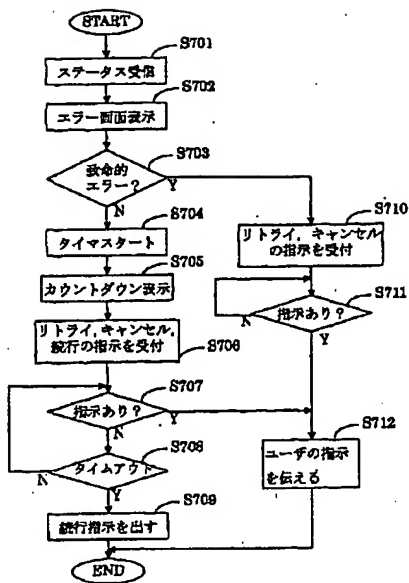 START
S701
ステータス受信
S702
エラー画面表示
S703
致命的
エラー?
Y
N
S704
タイマスタート
S705
カウントダウン表示
リトライ,キャンセル,
続行の指示を受付
S706
S707
指示あり?
Y
N
S708
タイムアウト
N
Y
S709
続行指示を出す
END
S710
リトライ,キャンセル
の指示を受付
S711
指示あり?
N
Y
S712
ユーザの指示
を伝える